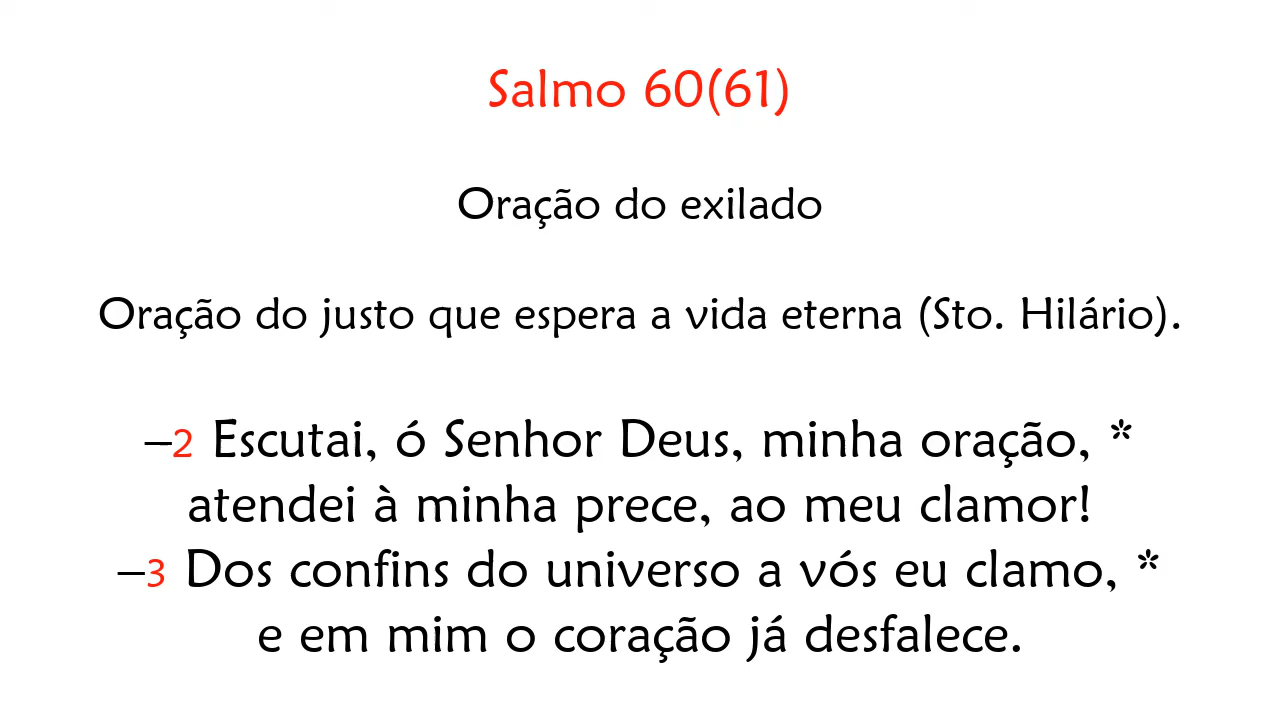 Salmo 60(61)
Oração do exilado
Oração do justo que espera a vida eterna (Sto. Hilário).
–2 Escutai, ó Senhor Deus, minha oração, *
atendei à minha prece, ao meu clamor!
–3 Dos confins do universo a vós eu clamo, *
e em mim o coração já desfalece.